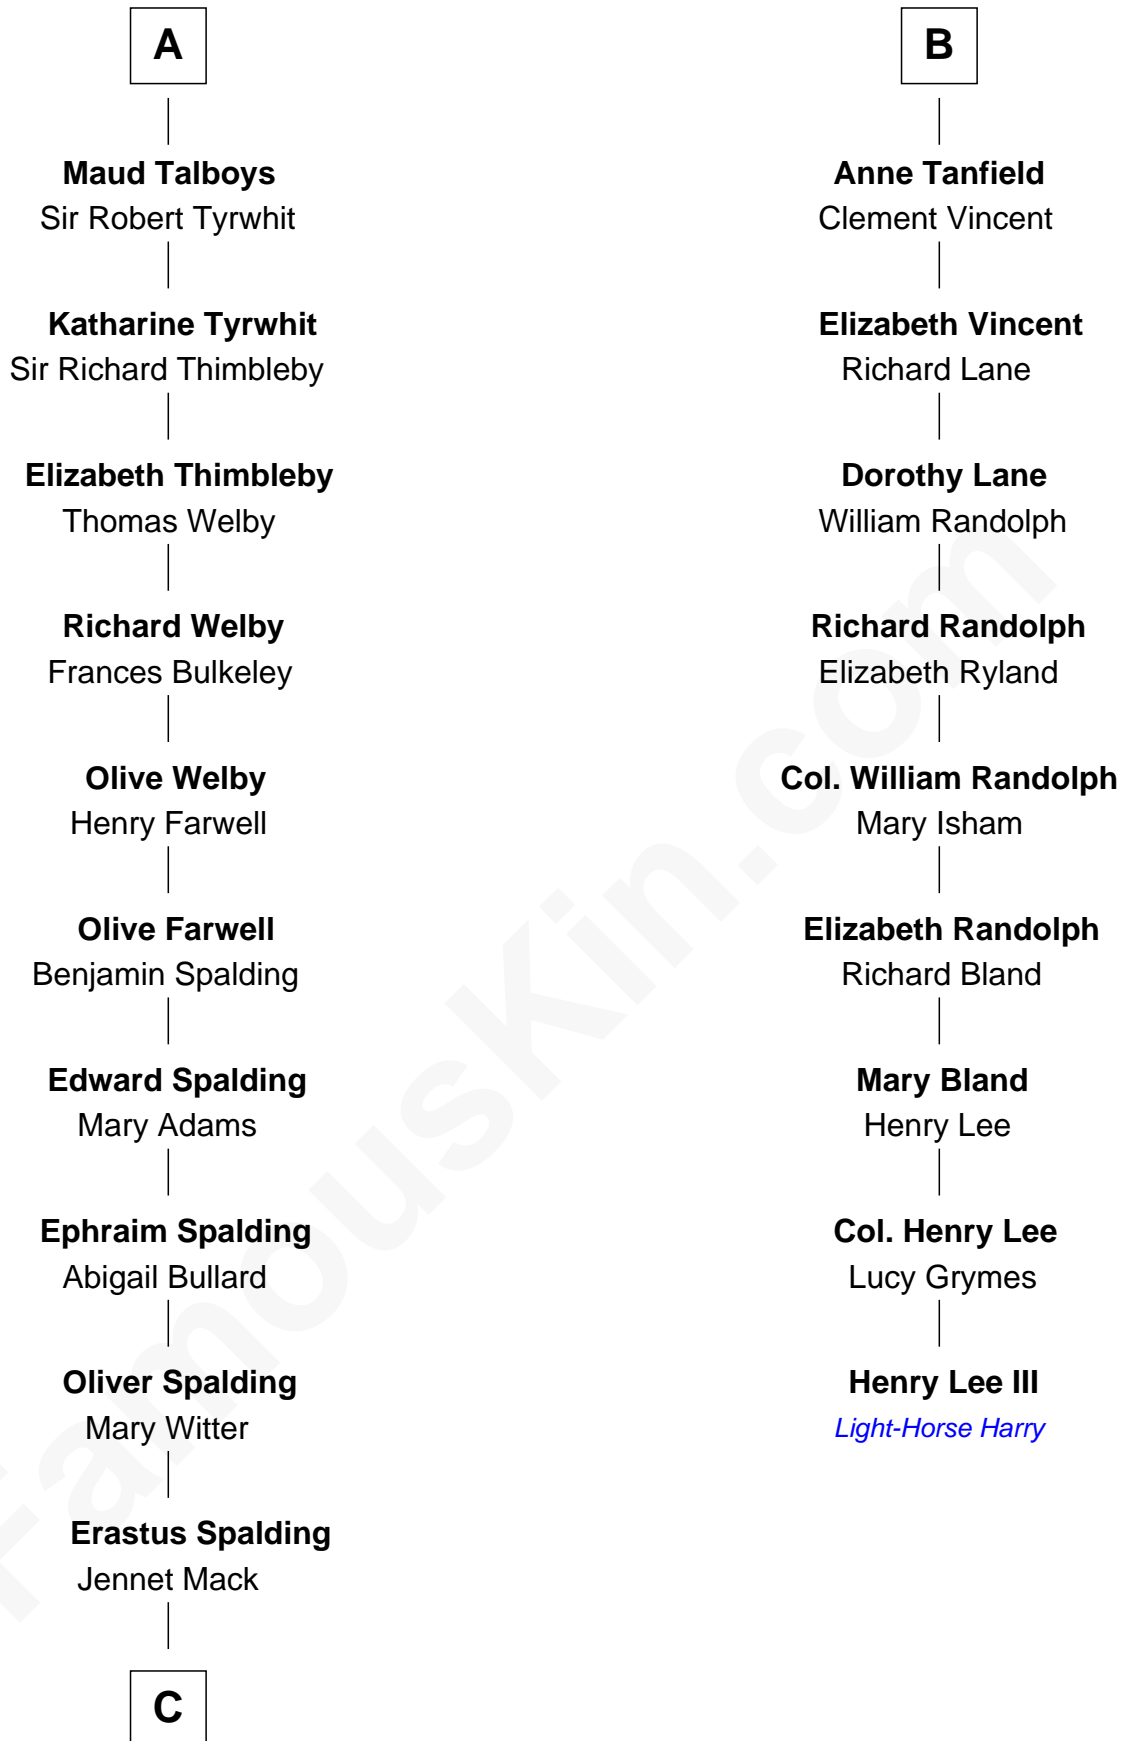 A
Maud Talboys
Sir Robert Tyrwhit
Katharine Tyrwhit
Sir Richard Thimbleby
Elizabeth Thimbleby
Thomas Welby
Richard Welby
Frances Bulkeley
Olive Welby
Henry Farwell
Olive Farwell
Benjamin Spalding
Edward Spalding
Mary Adams
Ephraim Spalding
Abigail Bullard
Oliver Spalding
Mary Witter
Erastus Spalding
Jennet Mack
C
B
Anne Tanfield
Clement Vincent
Elizabeth Vincent
Richard Lane
Dorothy Lane
William Randolph
Richard Randolph
Elizabeth Ryland
Col. William Randolph
Mary Isham
Elizabeth Randolph
Richard Bland
Mary Bland
Henry Lee
Col. Henry Lee
Lucy Grymes
Henry Lee III
Light-Horse Harry
FamousKin.com